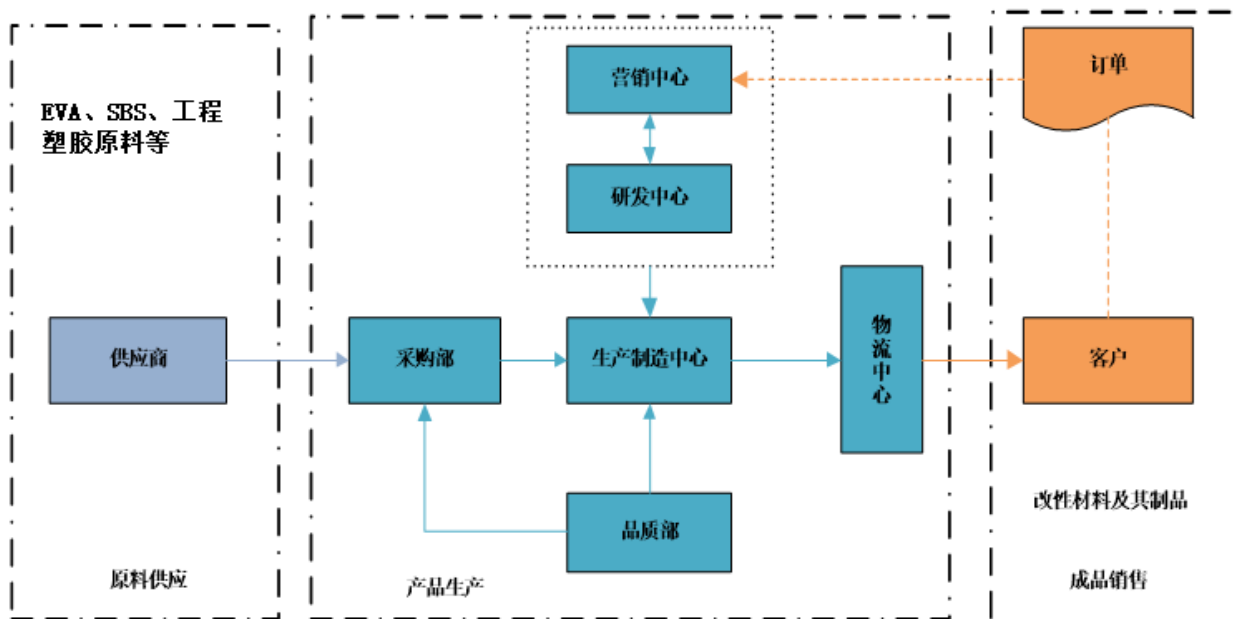 EVA、SBS、工程
塑胶原料等
供应商
原料供应
营销中心
研发中心
采购部
生产制造中心
物流中心
品质部
产品生产
订单
客户
改性材料及其制品
成品销售